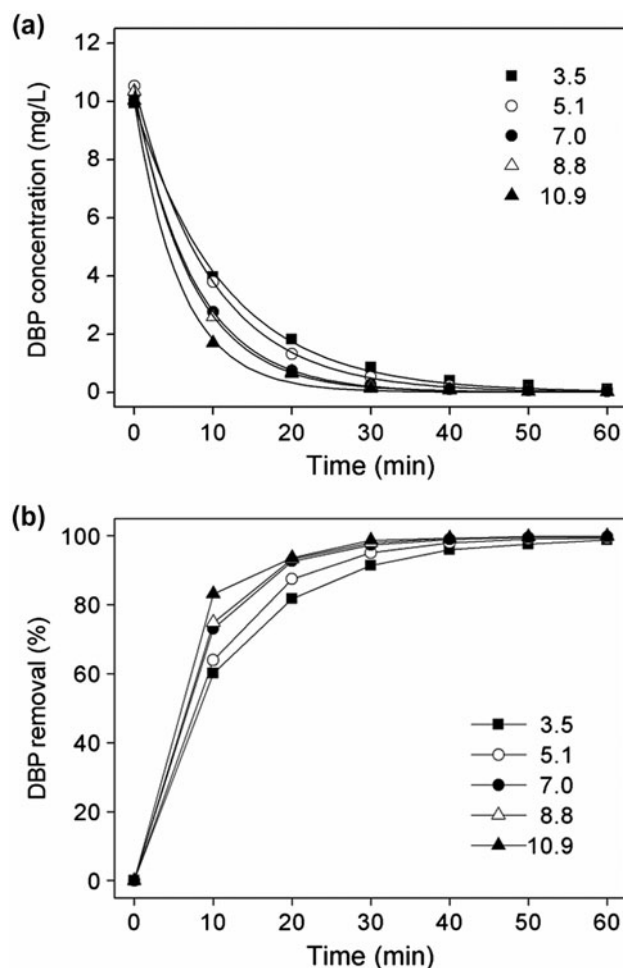 (a)
12
10
8
6
4
2
0
DBP concentration (mg/L)
3.5
5.1
7.0
8.8
10.9
0 10 20 30 40 50 60
Time (min)
(b)
100
80
60
40
20
0
DBP removal (%)
3.5
5.1
7.0
8.8
10.9
0 10 20 30 40 50 60
Time (min)